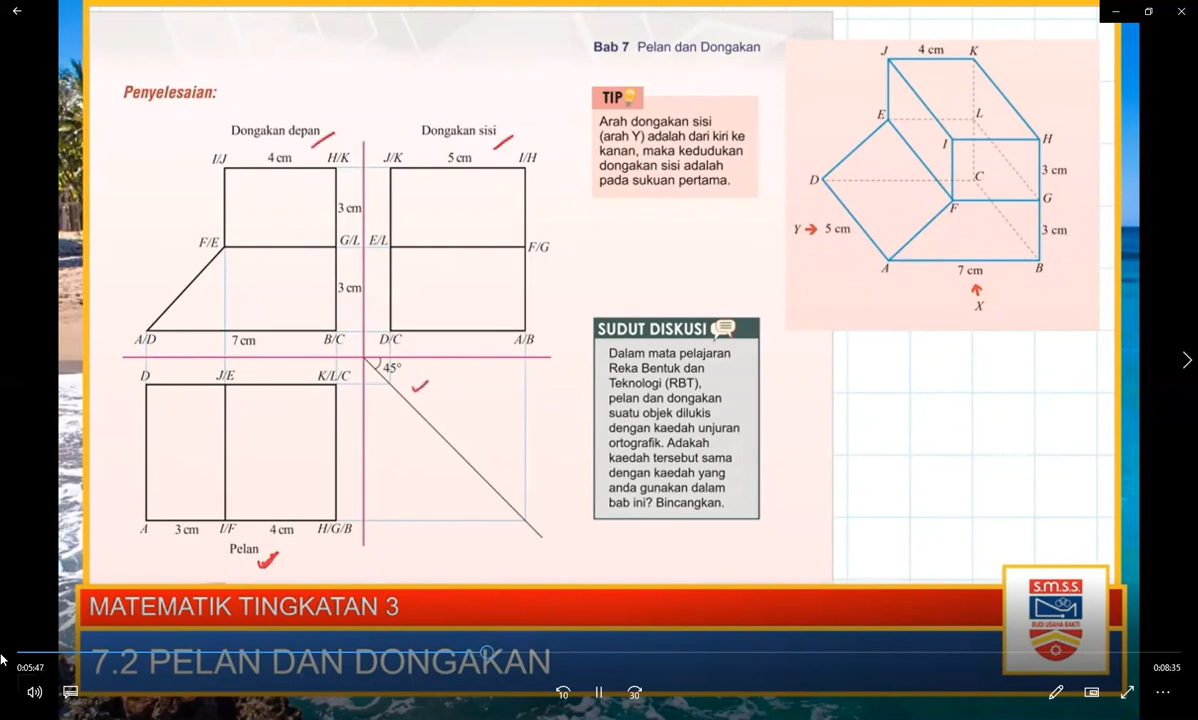 Bab 7 Pelan dan Dongakan
Penyelesaian:
Dongakan depan
Dongakan sisi
I/J 4 cm H/K J/K 5 cm I/H
3 cm
F/E G/L E/L F/G
3 cm
A/D 7 cm B/C D/C A/B
45°
D J/E K/L/C
A 3 cm I/F 4 cm H/G/B
Pelan
TIP
Arah dongakan sisi
(arah Y) adalah dari kiri ke
kanan, maka kedudukan
dongakan sisi adalah
pada sukuan pertama.
SUDUT DISKUSI
Dalam mata pelajaran
Reka Bentuk dan
Teknologi (RBT),
pelan dan dongakan
suatu objek dilukis
dengan kaedah unjuran
ortografik. Adakah
kaedah tersebut sama
dengan kaedah yang
anda gunakan dalam
bab ini? Bincangkan.
J 4 cm K
E L
I H
D C 3 cm
F G
Y 5 cm 3 cm
A 7 cm B
X
MATEMATIK TINGKATAN 3
7.2 PELAN DAN DONGAKAN
S.M.S.S.
BUDI USAHA BAKTI
0:05:47
0:08:35
10
30